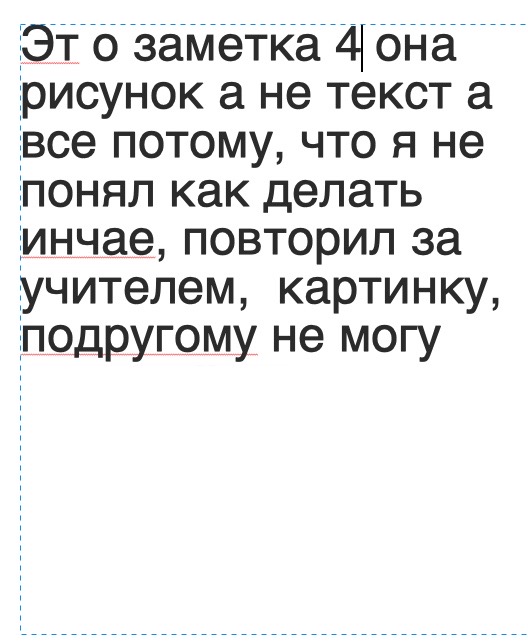 Эт о заметка 4 она
рисунок а не текст а
все потому, что я не
понял как делать
инчае, повторил за
учителем,  картинку,
подругому не могу